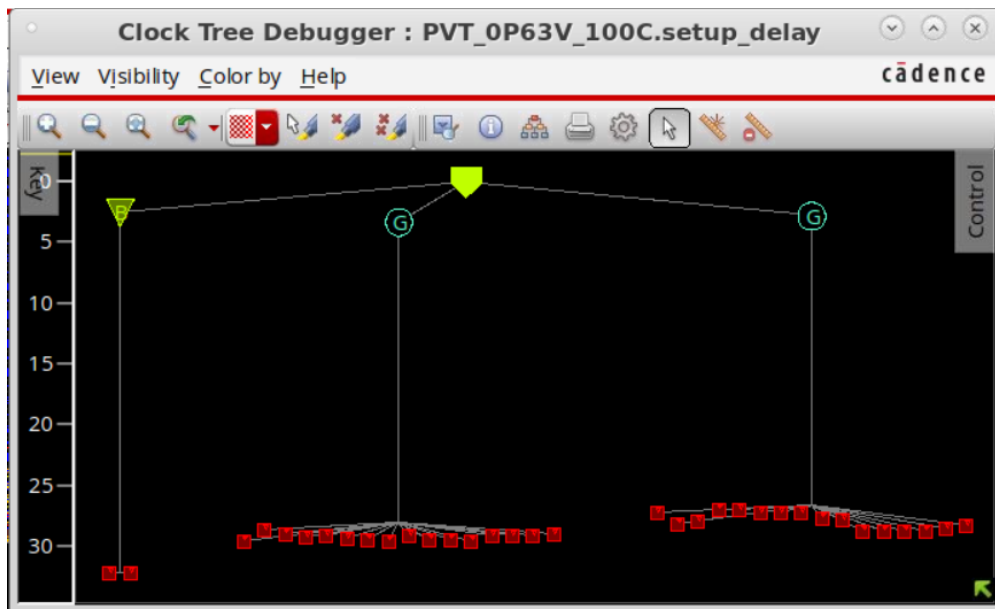 Clock Tree Debugger : PVT_0P63V_100C.setup_delay
View Visibility Color by Help
cādence
Key
Control
0
5
10
15
20
25
30
B
G
G